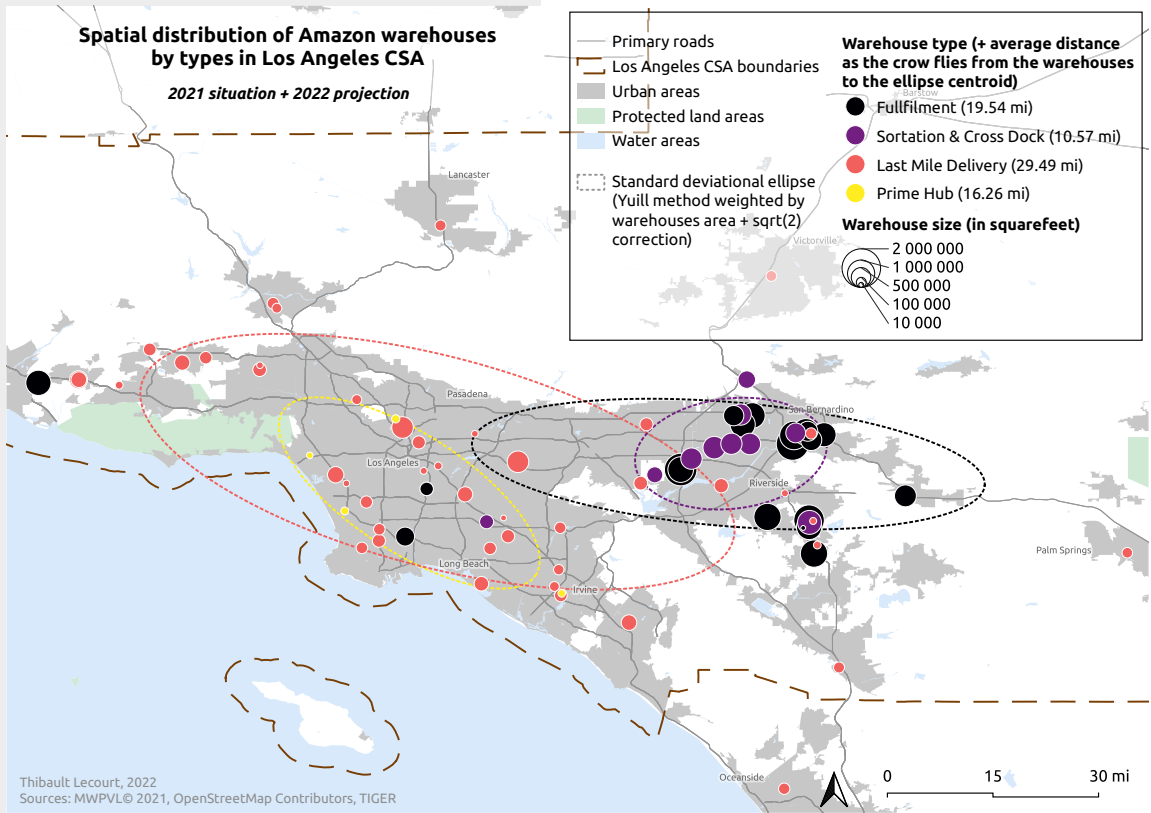 Spatial distribution of Amazon warehouses
by types in Los Angeles CSA
2021 situation + 2022 projection
Primary roads
Los Angeles CSA boundaries
Urban areas
Protected land areas
Water areas
Standard deviational ellipse
(Yuill method weighted by
warehouses area + sqrt(2)
correction)
Warehouse type (+ average distance
as the crow flies from the warehouses
to the ellipse centroid)
Barstow
Fullfilment (19.54 mi)
Sortation & Cross Dock (10.57 mi)
Last Mile Delivery (29.49 mi)
Prime Hub (16.26 mi)
Warehouse size (in squarefeet)
2 000 000
1 000 000
500 000
100 000
10 000
Lancaster
Victorville
Pasadena
San Bernardino
Los Angeles
Riverside
Palm Springs
Long Beach
Irvine
Oceanside
0 15 30 mi
Thibault Lecourt, 2022
Sources: MWPVL© 2021, OpenStreetMap Contributors, TIGER